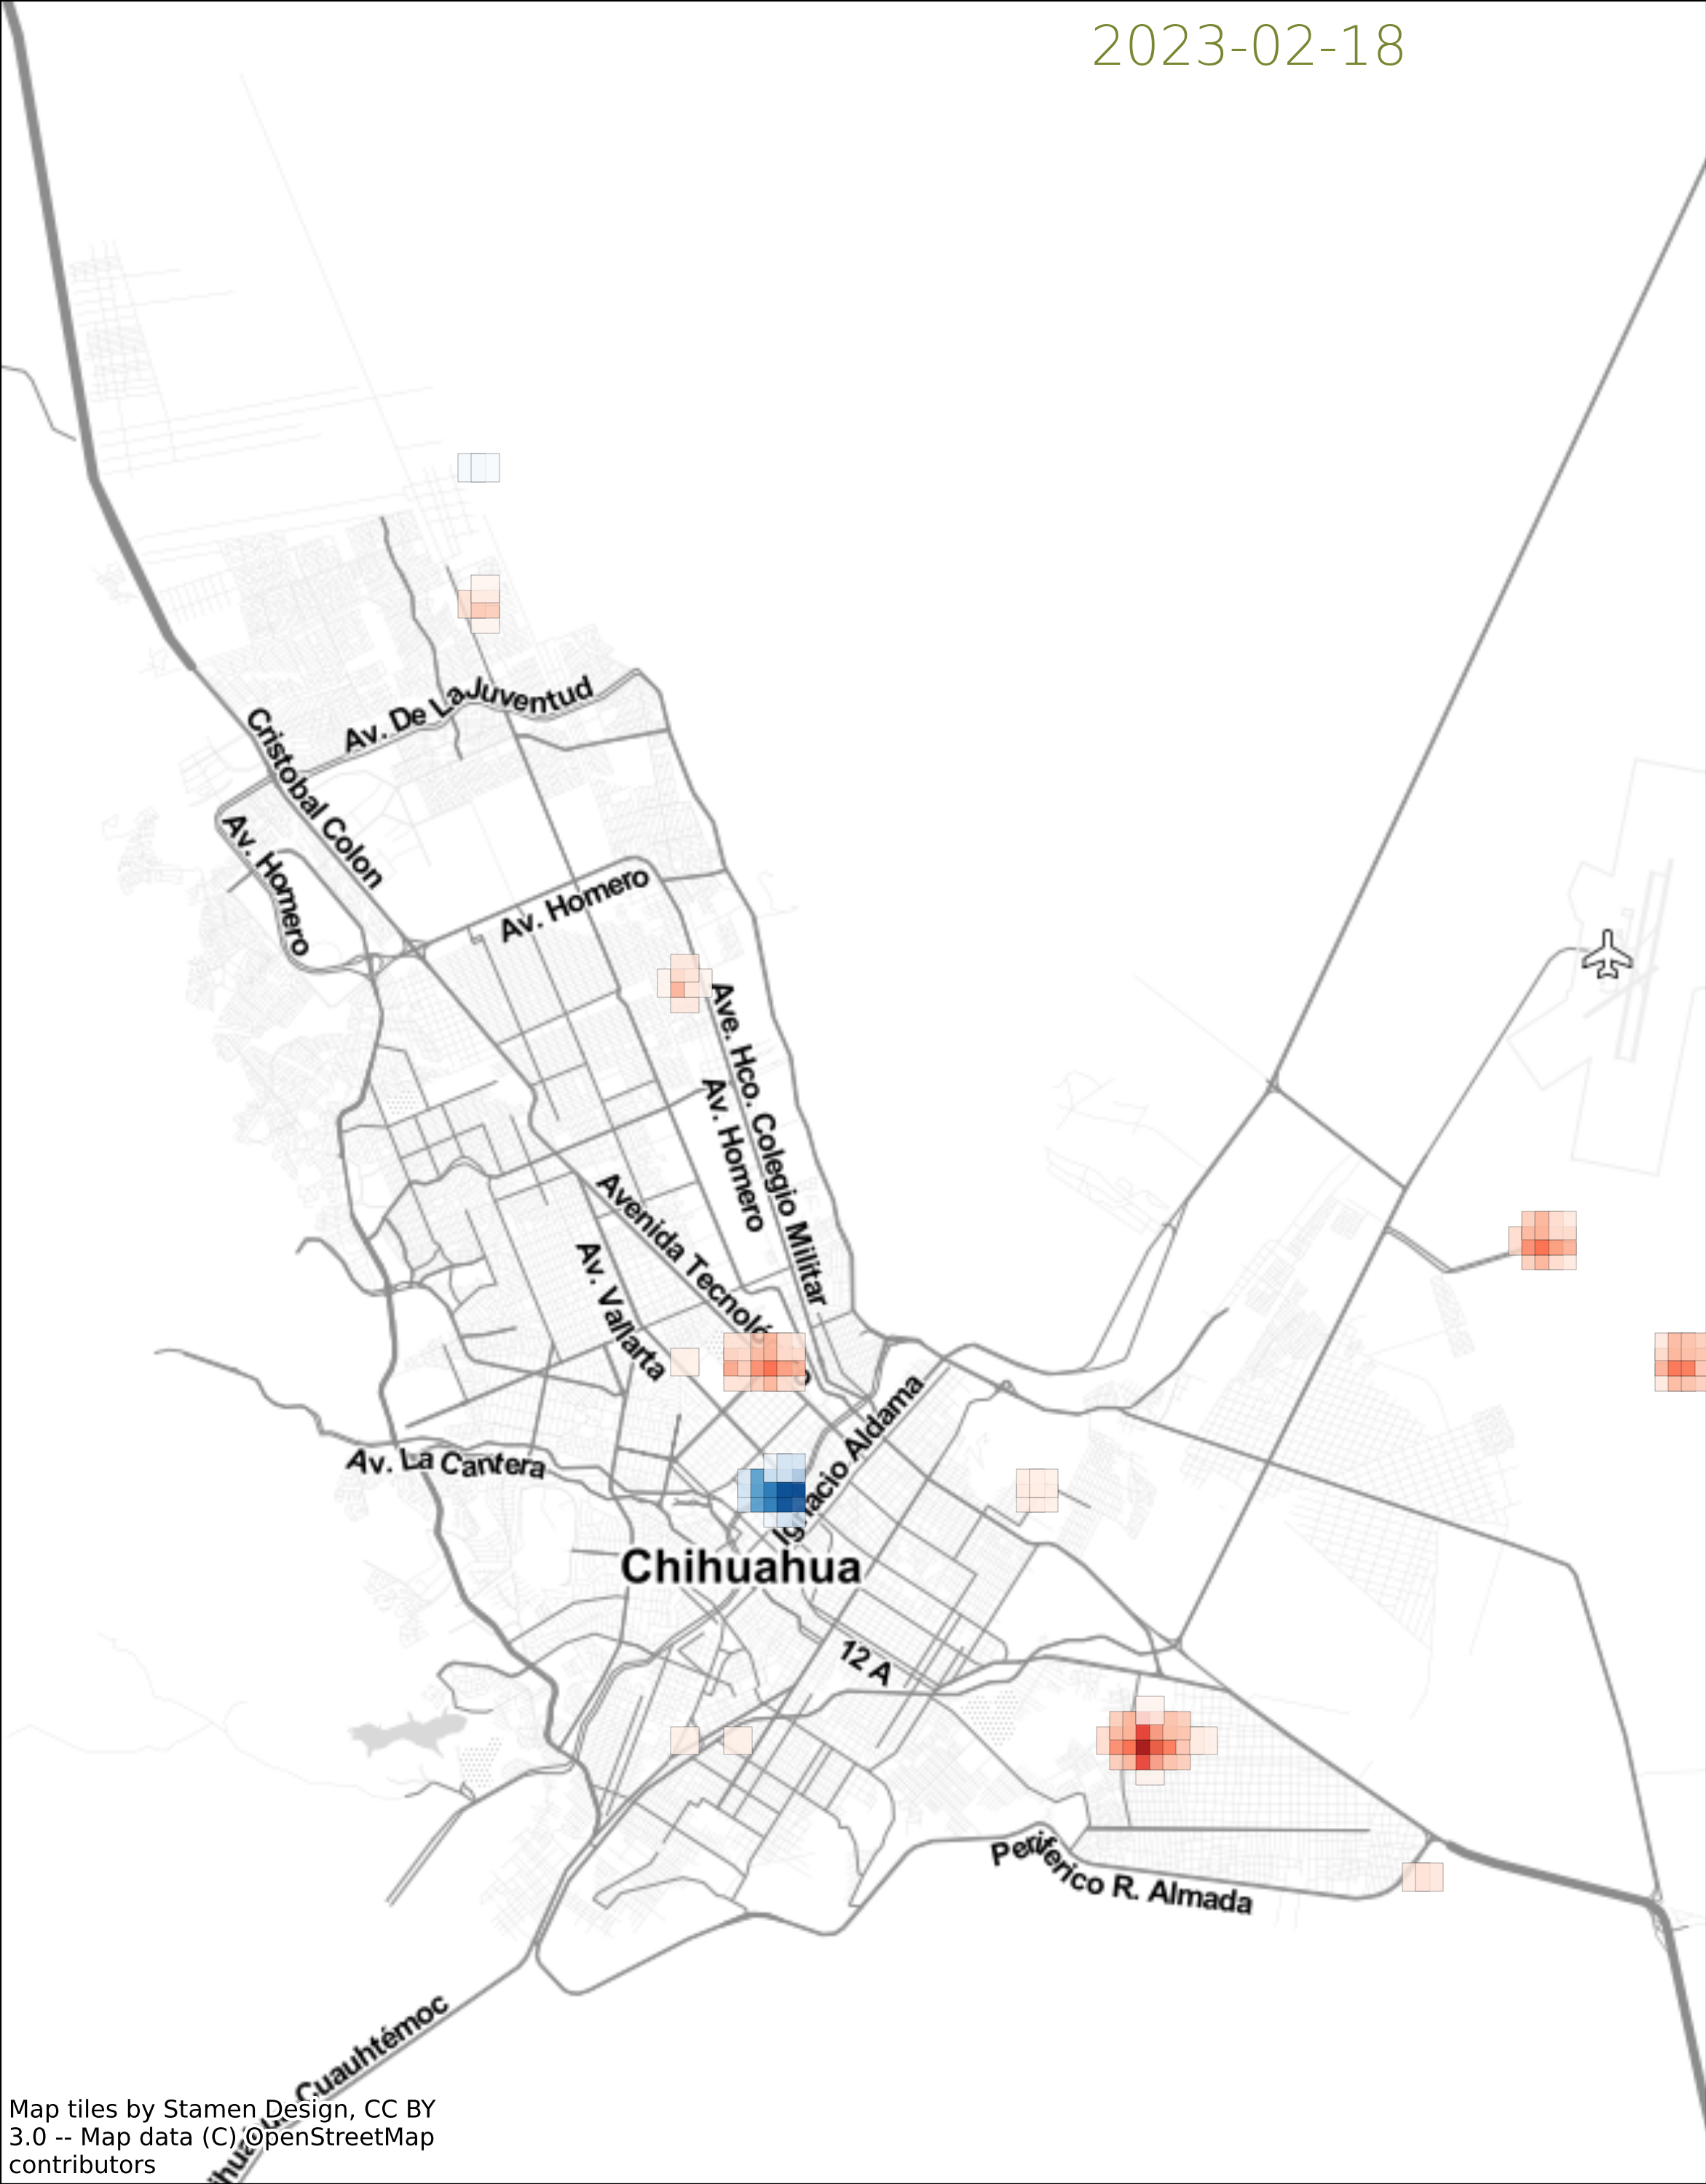 2023-02-18
Av. De La Juventud
Cristobal Colon
Av. Homero
Av. Homero
Ave. Hco. Colegio Militar
Av. Homero
Avenida Tecnoló
Av. Vallarta
Ignacio Aldama
Av. La Cantera
Chihuahua
12 A
Periferico R. Almada
Cuauhtémoc
Map tiles by Stamen Design, CC BY
3.0 -- Map data (C) OpenStreetMap
contributors